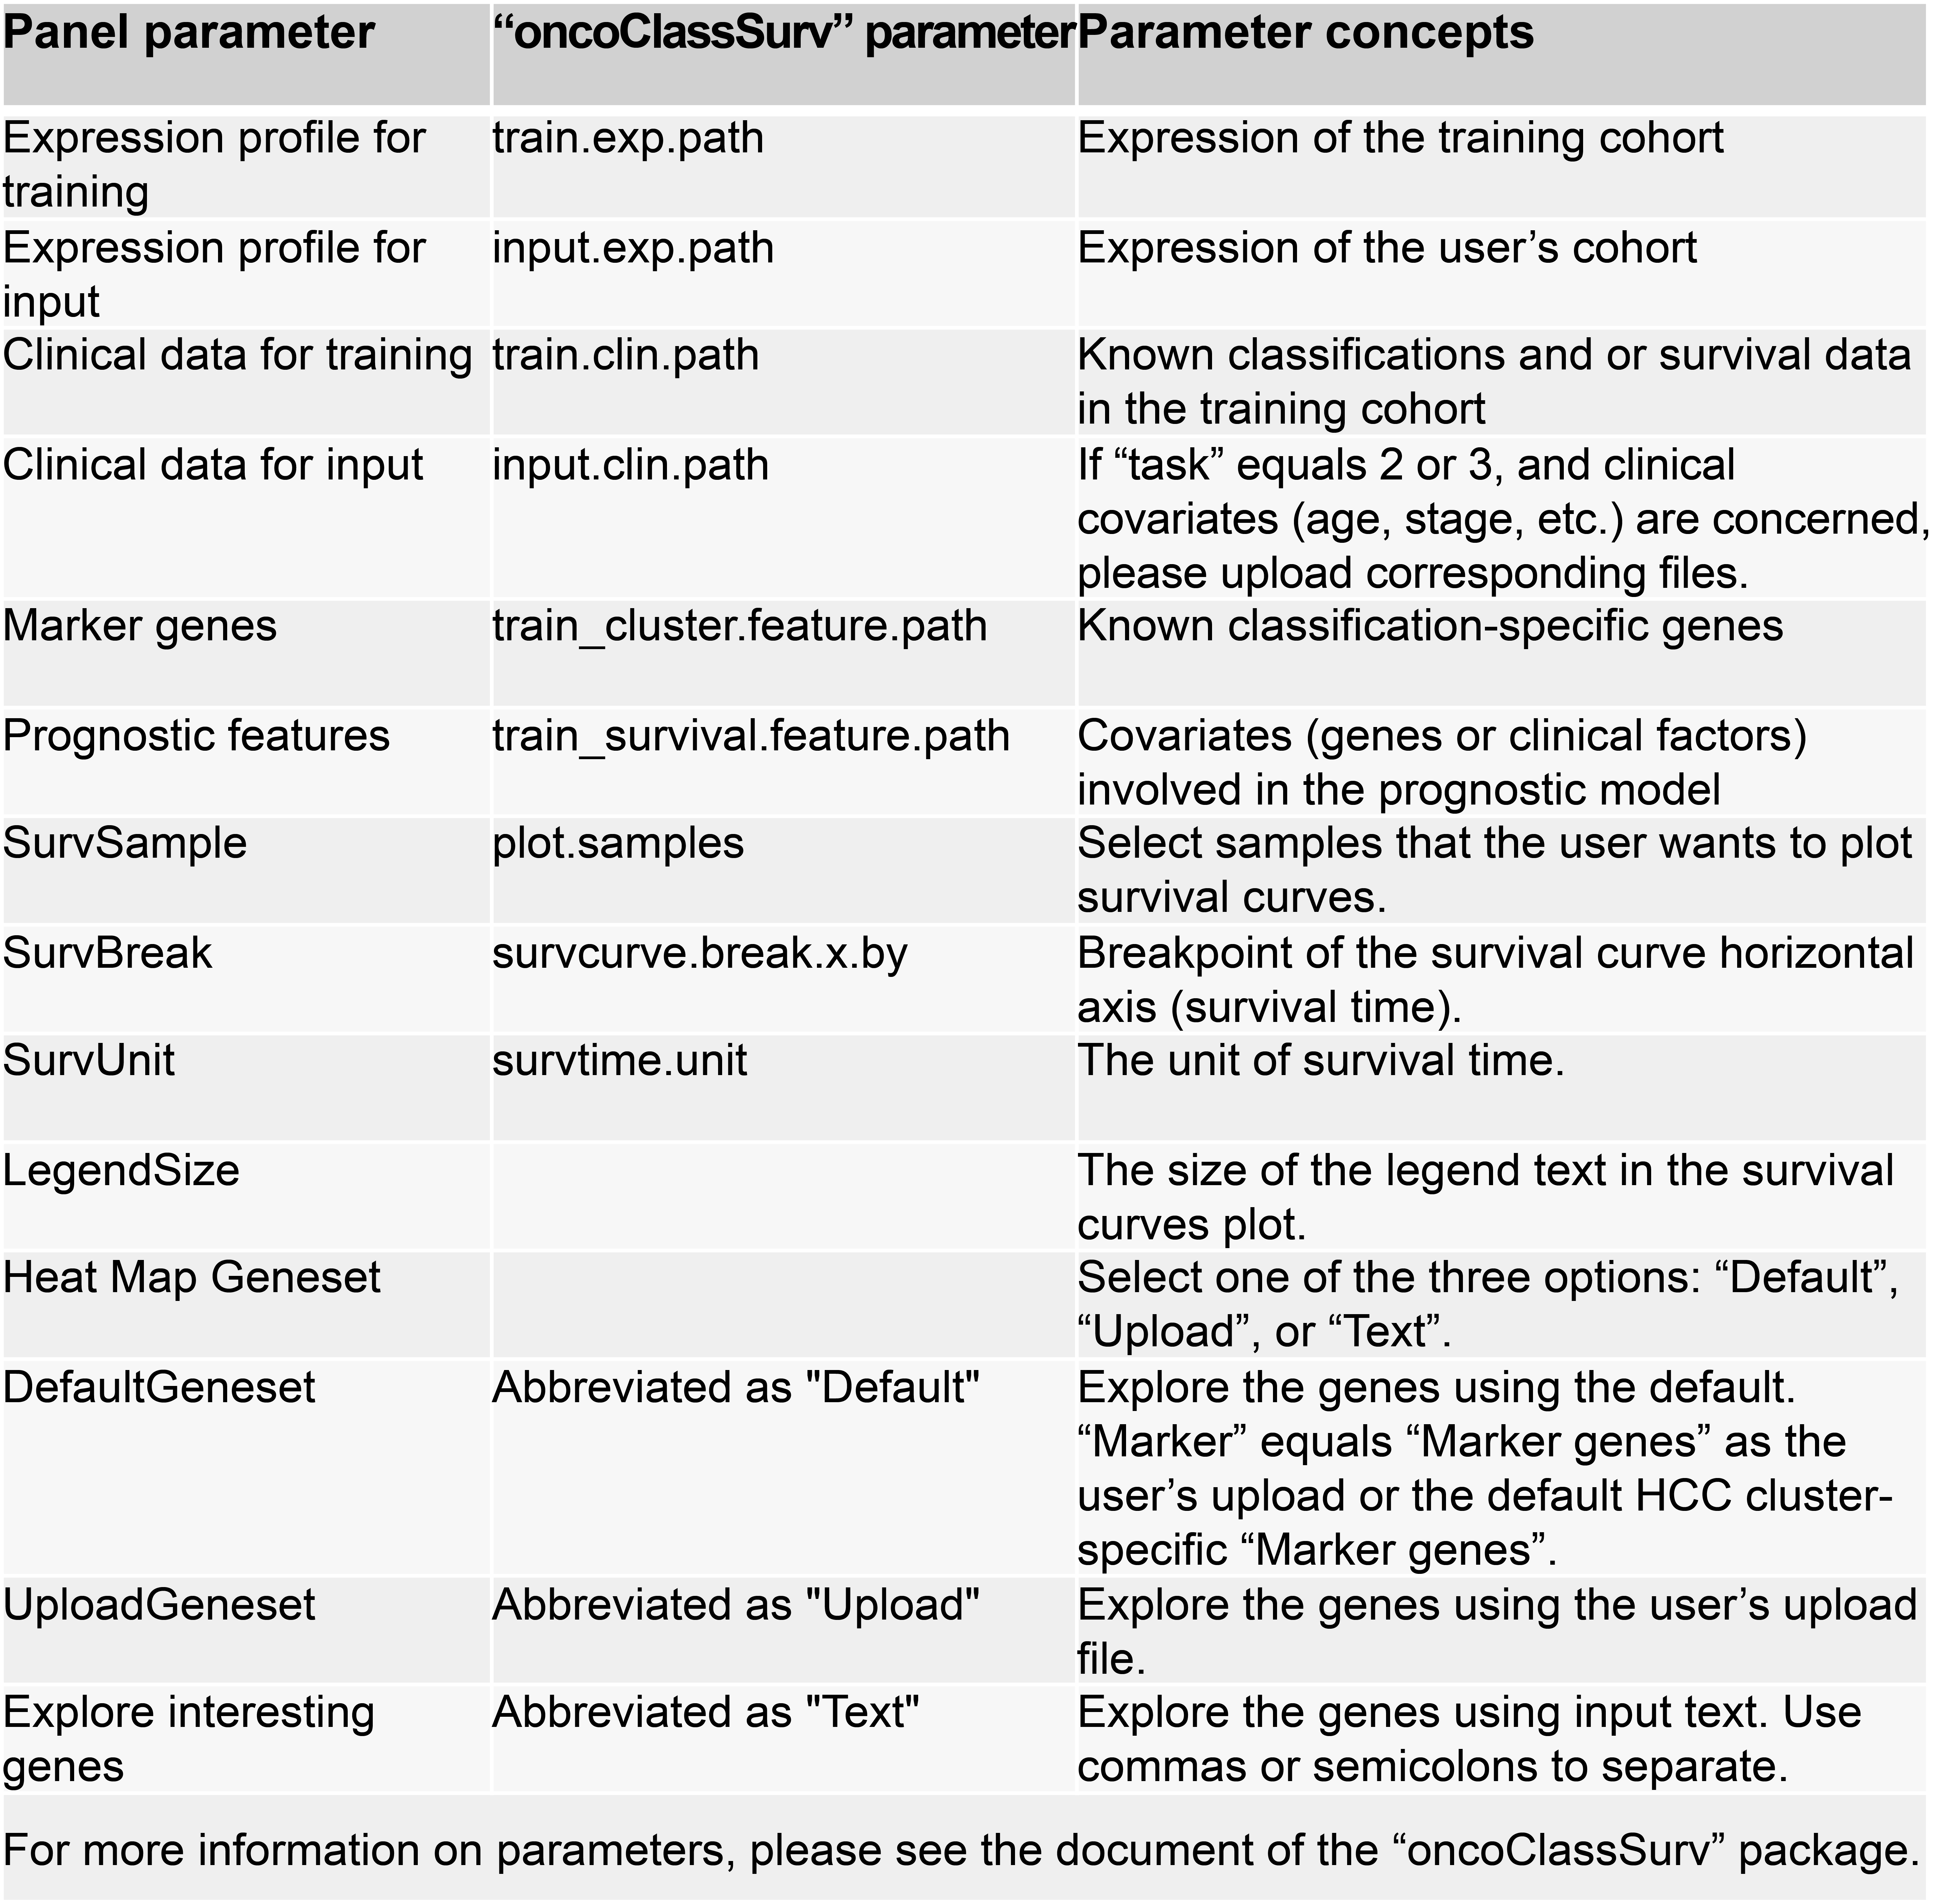 Panel parameter “oncoClassSurv” parameter Parameter concepts
Expression profile for training train.exp.path Expression of the training cohort
Expression profile for input input.exp.path Expression of the user’s cohort
Clinical data for training train.clin.path Known classifications and or survival data
in the training cohort
Clinical data for input input.clin.path If “task” equals 2 or 3, and clinical
covariates (age, stage, etc.) are concerned,
please upload corresponding files.
Marker genes train_cluster.feature.path Known classification-specific genes
Prognostic features train_survival.feature.path Covariates (genes or clinical factors)
involved in the prognostic model
SurvSample plot.samples Select samples that the user wants to plot
survival curves.
SurvBreak survcurve.break.x.by Breakpoint of the survival curve horizontal
axis (survival time).
SurvUnit survtime.unit The unit of survival time.
LegendSize The size of the legend text in the survival
curves plot.
Heat Map Geneset Select one of the three options: “Default”,
“Upload”, or “Text”.
DefaultGeneset Abbreviated as "Default" Explore the genes using the default.
“Marker” equals “Marker genes” as the
user’s upload or the default HCC cluster-
specific “Marker genes”.
UploadGeneset Abbreviated as "Upload" Explore the genes using the user’s upload
file.
Explore interesting genes Abbreviated as "Text" Explore the genes using input text. Use
commas or semicolons to separate.
For more information on parameters, please see the document of the “oncoClassSurv” package.